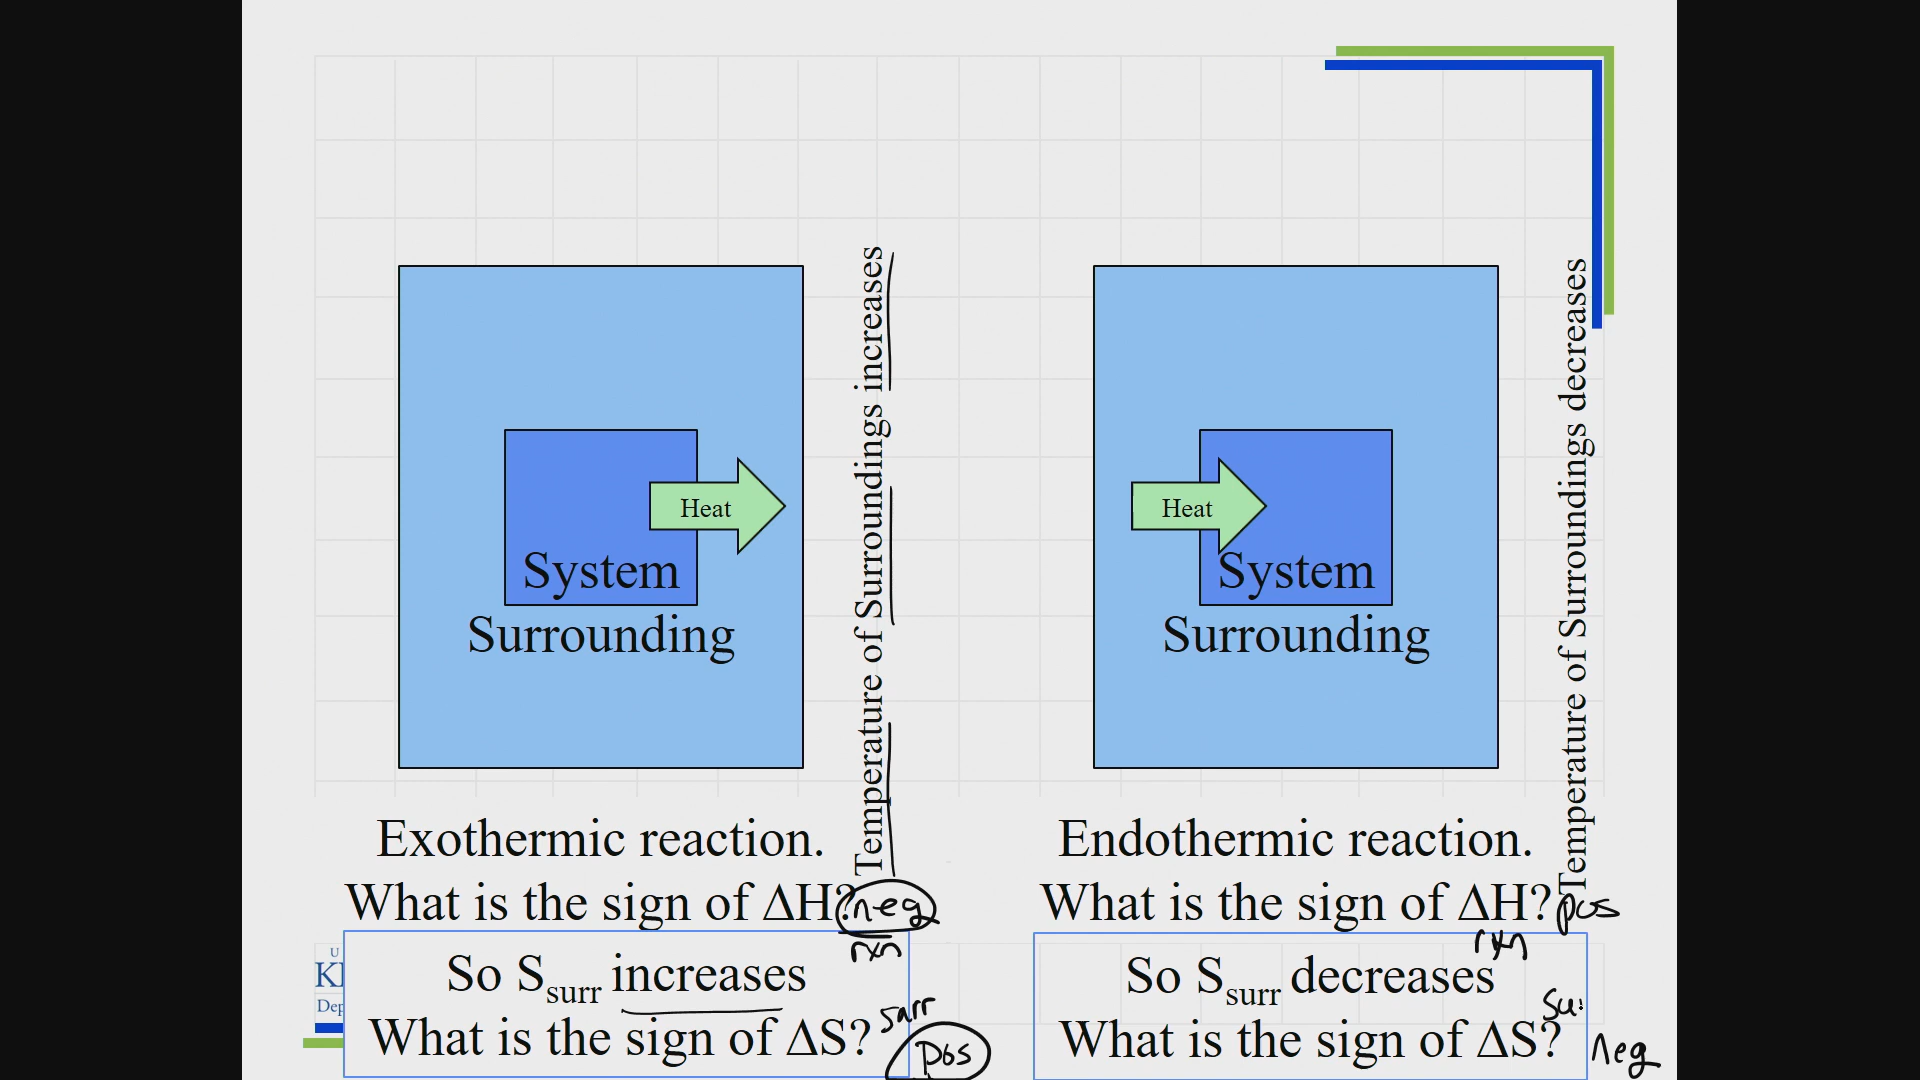 Temperature of Surroundings increases
Temperature of Surroundings decreases
Heat
System
Surrounding
Heat
System
Surrounding
Exothermic reaction.
What is the sign of ΔH? neg
rxn
So Ssurr increases
surr
What is the sign of ΔS? pos
Endothermic reaction.
What is the sign of ΔH? pos
rxn
So Ssurr decreases
What is the sign of ΔS? neg
U
Dep